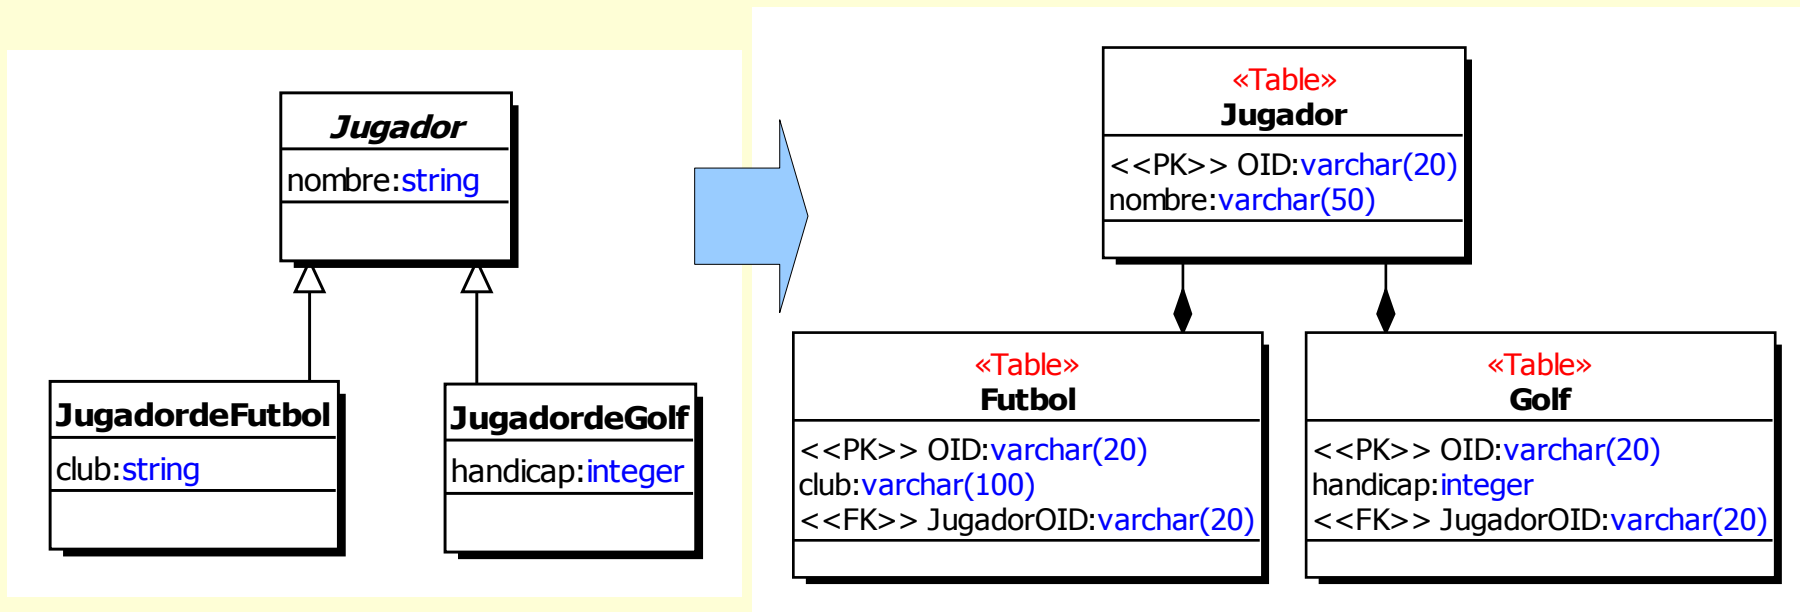 Jugador
nombre:string
JugadordeFutbol
club:string
JugadordeGolf
handicap:integer
«Table»
Jugador
<<PK>> OID:varchar(20)
nombre:varchar(50)
«Table»
Futbol
<<PK>> OID:varchar(20)
club:varchar(100)
<<FK>> JugadorOID:varchar(20)
«Table»
Golf
<<PK>> OID:varchar(20)
handicap:integer
<<FK>> JugadorOID:varchar(20)